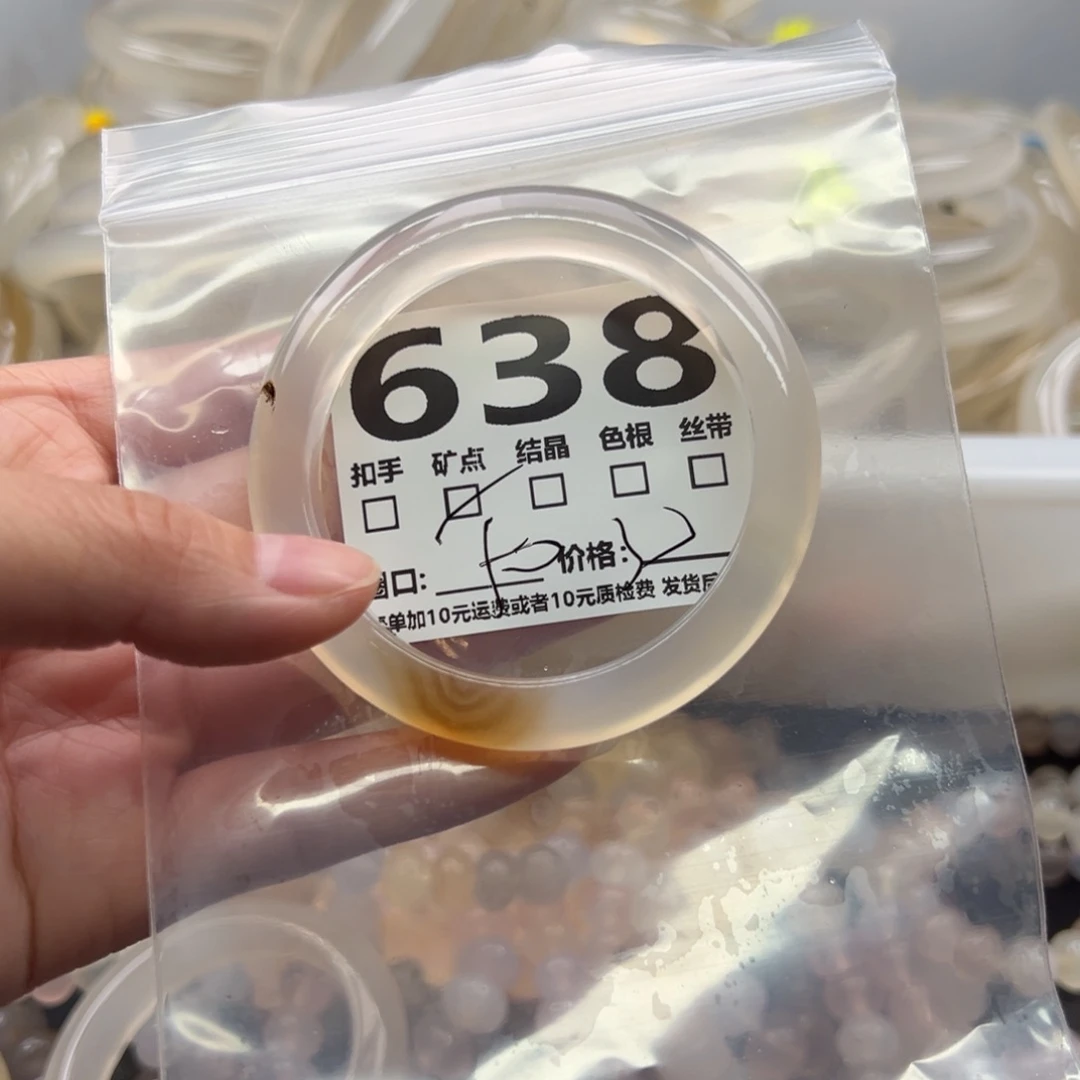 638
扣手 矿点 结晶 色根 丝带
口: 价格:
单加10元运费或者10元质检费 发货后